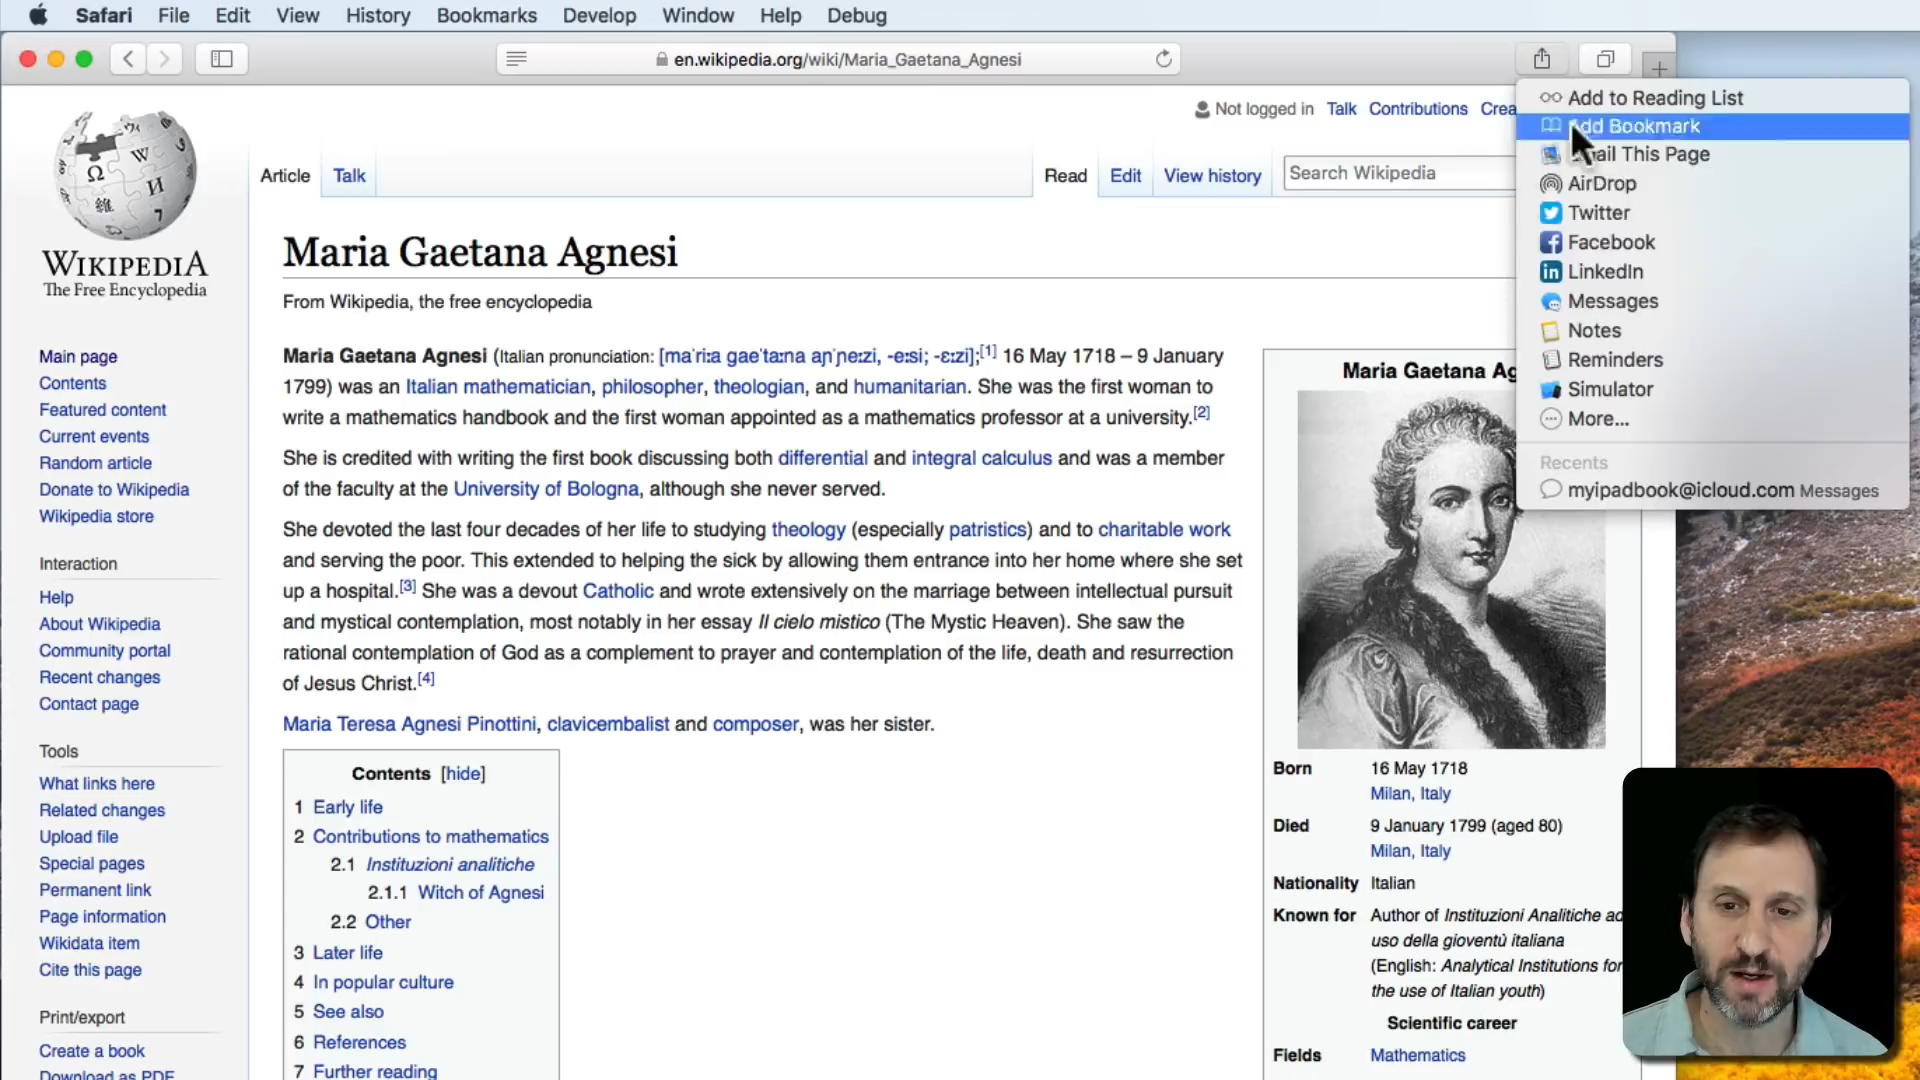 Safari File Edit View History Bookmarks Develop Window Help Debug
en.wikipedia.org/wiki/Maria_Gaetana_Agnesi
Add to Reading List
Add Bookmark
Email This Page
AirDrop
Twitter
Facebook
LinkedIn
Messages
Notes
Reminders
Simulator
More...
Recents
myipadbook@icloud.com Messages
Not logged in Talk Contributions Crea
Article Talk Read Edit View history Search Wikipedia
WIKIPEDIA
The Free Encyclopedia
Main page
Contents
Featured content
Current events
Random article
Donate to Wikipedia
Wikipedia store
Interaction
Help
About Wikipedia
Community portal
Recent changes
Contact page
Tools
What links here
Related changes
Upload file
Special pages
Permanent link
Page information
Wikidata item
Cite this page
Print/export
Create a book
Download as PDF
Maria Gaetana Agnesi
From Wikipedia, the free encyclopedia
Maria Gaetana Agnesi (Italian pronunciation: [maˈriːa ɡaeˈtaːna aɲˈɲeːzi, -eːsi; -ɛːzi];[1] 16 May 1718 – 9 January
1799) was an Italian mathematician, philosopher, theologian, and humanitarian. She was the first woman to
write a mathematics handbook and the first woman appointed as a mathematics professor at a university.[2]
She is credited with writing the first book discussing both differential and integral calculus and was a member
of the faculty at the University of Bologna, although she never served.
She devoted the last four decades of her life to studying theology (especially patristics) and to charitable work
and serving the poor. This extended to helping the sick by allowing them entrance into her home where she set
up a hospital.[3] She was a devout Catholic and wrote extensively on the marriage between intellectual pursuit
and mystical contemplation, most notably in her essay Il cielo mistico (The Mystic Heaven). She saw the
rational contemplation of God as a complement to prayer and contemplation of the life, death and resurrection
of Jesus Christ.[4]
Maria Teresa Agnesi Pinottini, clavicembalist and composer, was her sister.
Contents [hide]
1 Early life
2 Contributions to mathematics
2.1 Instituzioni analitiche
2.1.1 Witch of Agnesi
2.2 Other
3 Later life
4 In popular culture
5 See also
6 References
7 Further reading
Maria Gaetana Ag
Born 16 May 1718
Milan, Italy
Died 9 January 1799 (aged 80)
Milan, Italy
Nationality Italian
Known for Author of Instituzioni Analitiche ad
uso della gioventù italiana
(English: Analytical Institutions for
the use of Italian youth)
Scientific career
Fields Mathematics